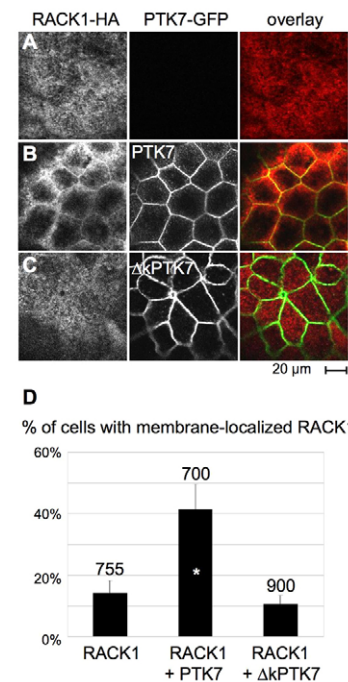 RACK1-HA PTK7-GFP overlay
A
B PTK7
C ΔkPTK7
20 μm
D
% of cells with membrane-localized RACK1
60%
700
40%
*
755
900
20%
0%
RACK1 RACK1 RACK1
+ PTK7 + ΔkPTK7